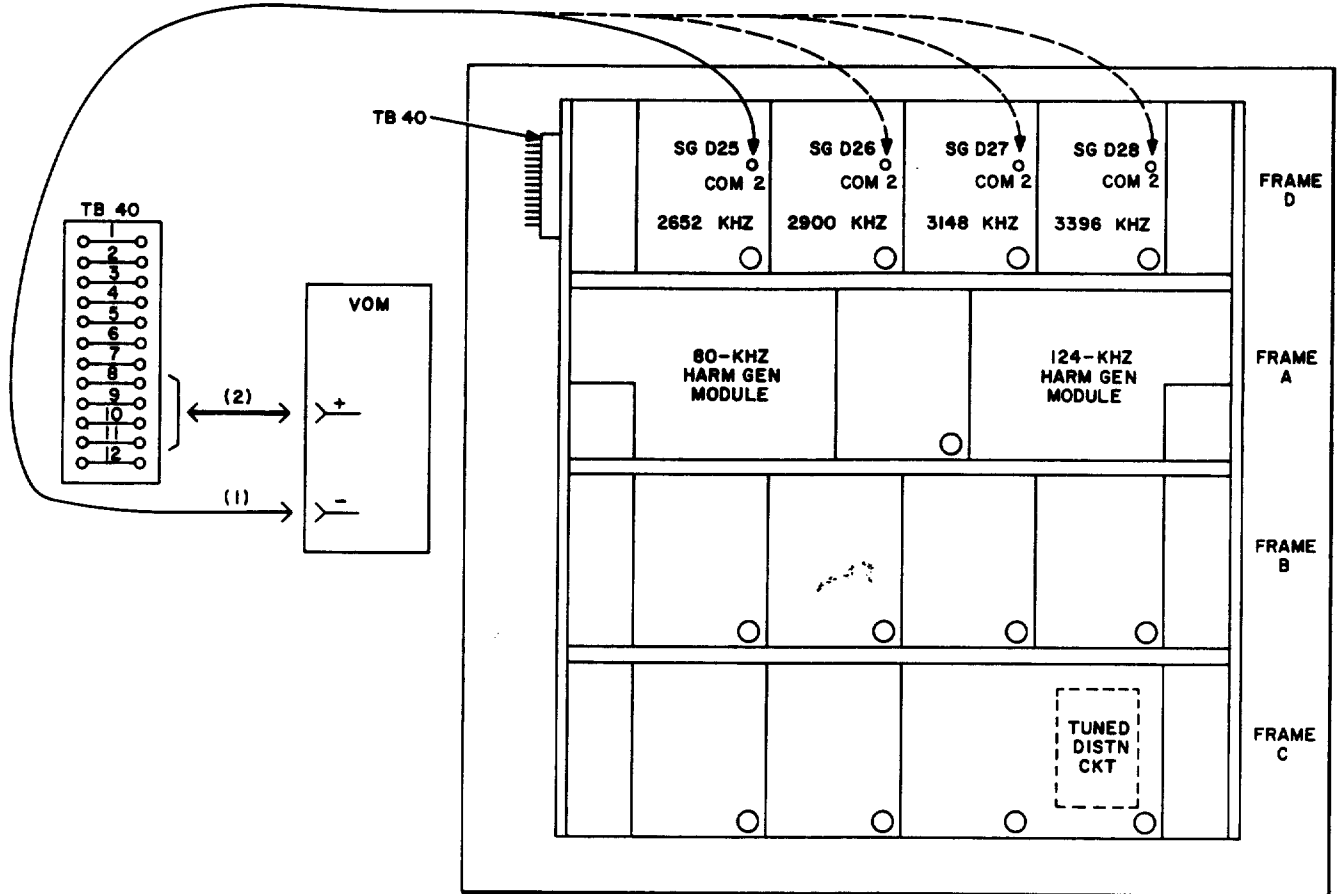 TB 40
TB 40
1
2
3
4
5
6
7
8
9
10
11
12
VOM
+
-
(2)
(1)
SG D25
COM 2
2652 KHZ
SG D26
COM 2
2900 KHZ
SG D27
COM 2
3148 KHZ
SG D28
COM 2
3396 KHZ
FRAME
D
80-KHZ
HARM GEN
MODULE
124-KHZ
HARM GEN
MODULE
FRAME
A
FRAME
B
TUNED
DISTN
CKT
FRAME
C